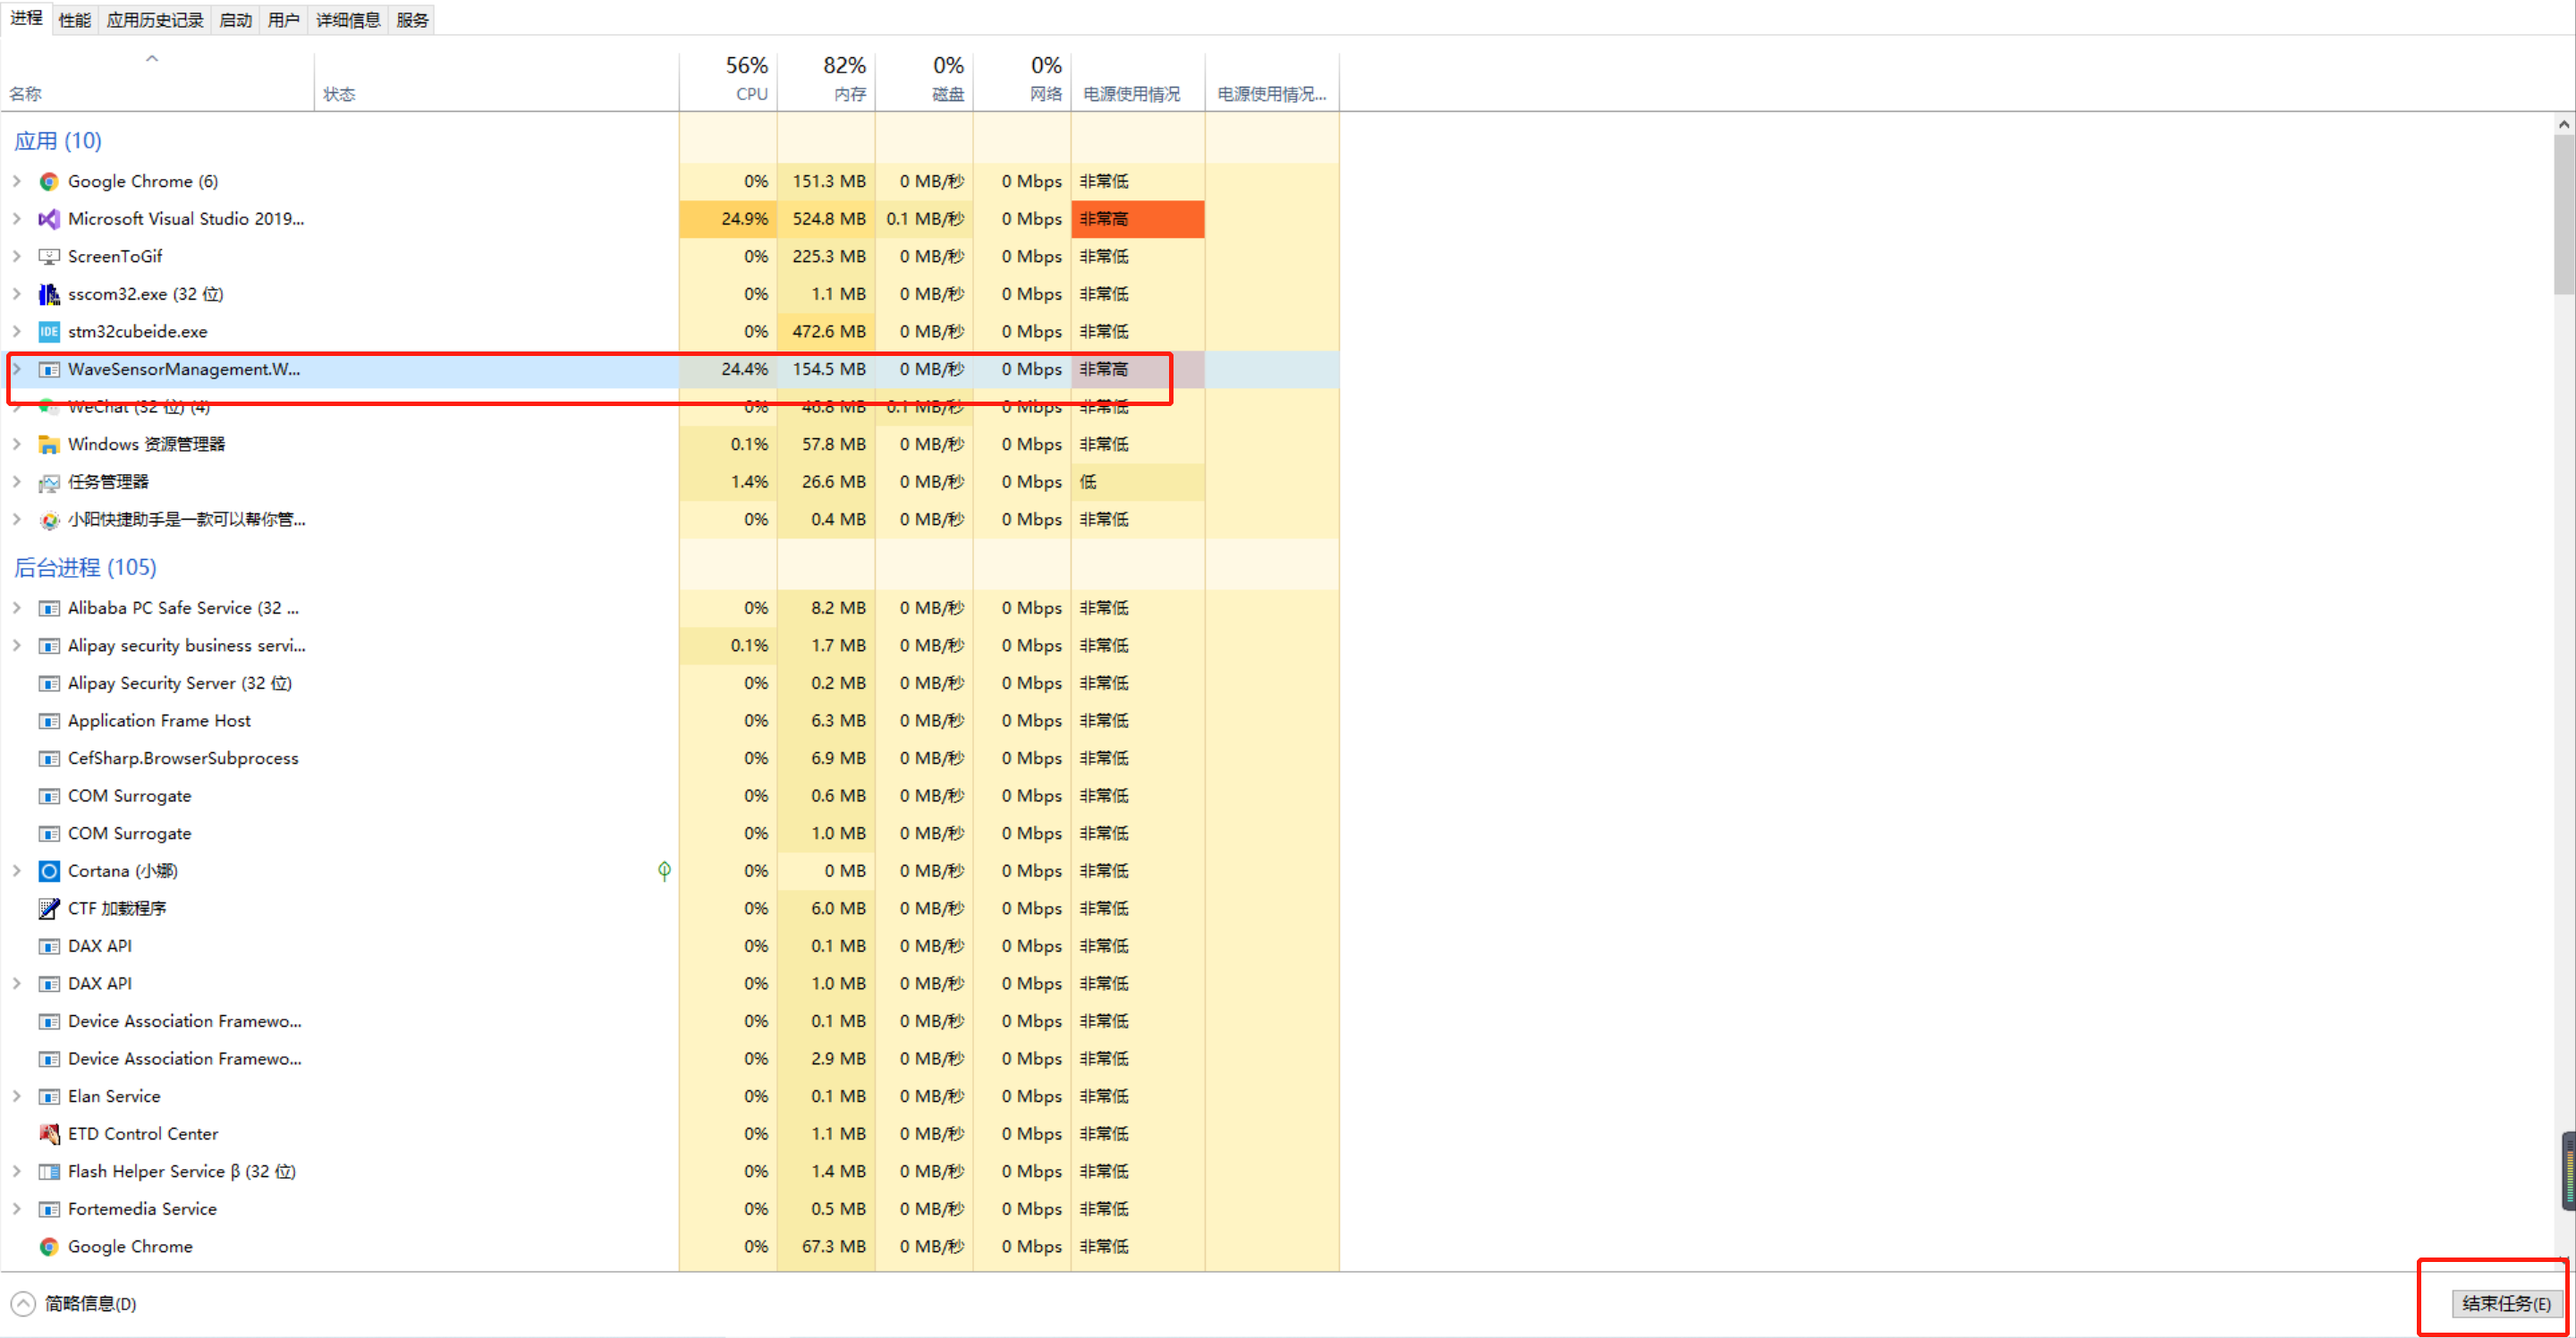 进程 性能 应用历史记录 启动 用户 详细信息 服务
56% 82% 0% 0%
名称 状态 CPU 内存 磁盘 网络 电源使用情况 电源使用情况...
应用 (10)
Google Chrome (6) 0% 151.3 MB 0 MB/秒 0 Mbps 非常低
Microsoft Visual Studio 2019... 24.9% 524.8 MB 0.1 MB/秒 0 Mbps 非常高
ScreenToGif 0% 225.3 MB 0 MB/秒 0 Mbps 非常低
sscom32.exe (32 位) 0% 1.1 MB 0 MB/秒 0 Mbps 非常低
IDE stm32cubeide.exe 0% 472.6 MB 0 MB/秒 0 Mbps 非常低
WaveSensorManagement.W... 24.4% 154.5 MB 0 MB/秒 0 Mbps 非常高
WeChat (32 位) (4) 0% 46.8 MB 0.1 MB/秒 0 Mbps 非常低
Windows 资源管理器 0.1% 57.8 MB 0 MB/秒 0 Mbps 非常低
任务管理器 1.4% 26.6 MB 0 MB/秒 0 Mbps 低
小阳快捷助手是一款可以帮你管... 0% 0.4 MB 0 MB/秒 0 Mbps 非常低
后台进程 (105)
Alibaba PC Safe Service (32 ... 0% 8.2 MB 0 MB/秒 0 Mbps 非常低
Alipay security business servi... 0.1% 1.7 MB 0 MB/秒 0 Mbps 非常低
Alipay Security Server (32 位) 0% 0.2 MB 0 MB/秒 0 Mbps 非常低
Application Frame Host 0% 6.3 MB 0 MB/秒 0 Mbps 非常低
CefSharp.BrowserSubprocess 0% 6.9 MB 0 MB/秒 0 Mbps 非常低
COM Surrogate 0% 0.6 MB 0 MB/秒 0 Mbps 非常低
COM Surrogate 0% 1.0 MB 0 MB/秒 0 Mbps 非常低
Cortana (小娜) 0% 0 MB 0 MB/秒 0 Mbps 非常低
CTF 加载程序 0% 6.0 MB 0 MB/秒 0 Mbps 非常低
DAX API 0% 0.1 MB 0 MB/秒 0 Mbps 非常低
DAX API 0% 1.0 MB 0 MB/秒 0 Mbps 非常低
Device Association Framewo... 0% 0.1 MB 0 MB/秒 0 Mbps 非常低
Device Association Framewo... 0% 2.9 MB 0 MB/秒 0 Mbps 非常低
Elan Service 0% 0.1 MB 0 MB/秒 0 Mbps 非常低
ETD Control Center 0% 1.1 MB 0 MB/秒 0 Mbps 非常低
Flash Helper Service β (32 位) 0% 1.4 MB 0 MB/秒 0 Mbps 非常低
Fortemedia Service 0% 0.5 MB 0 MB/秒 0 Mbps 非常低
Google Chrome 0% 67.3 MB 0 MB/秒 0 Mbps 非常低
简略信息(D) 结束任务(E)